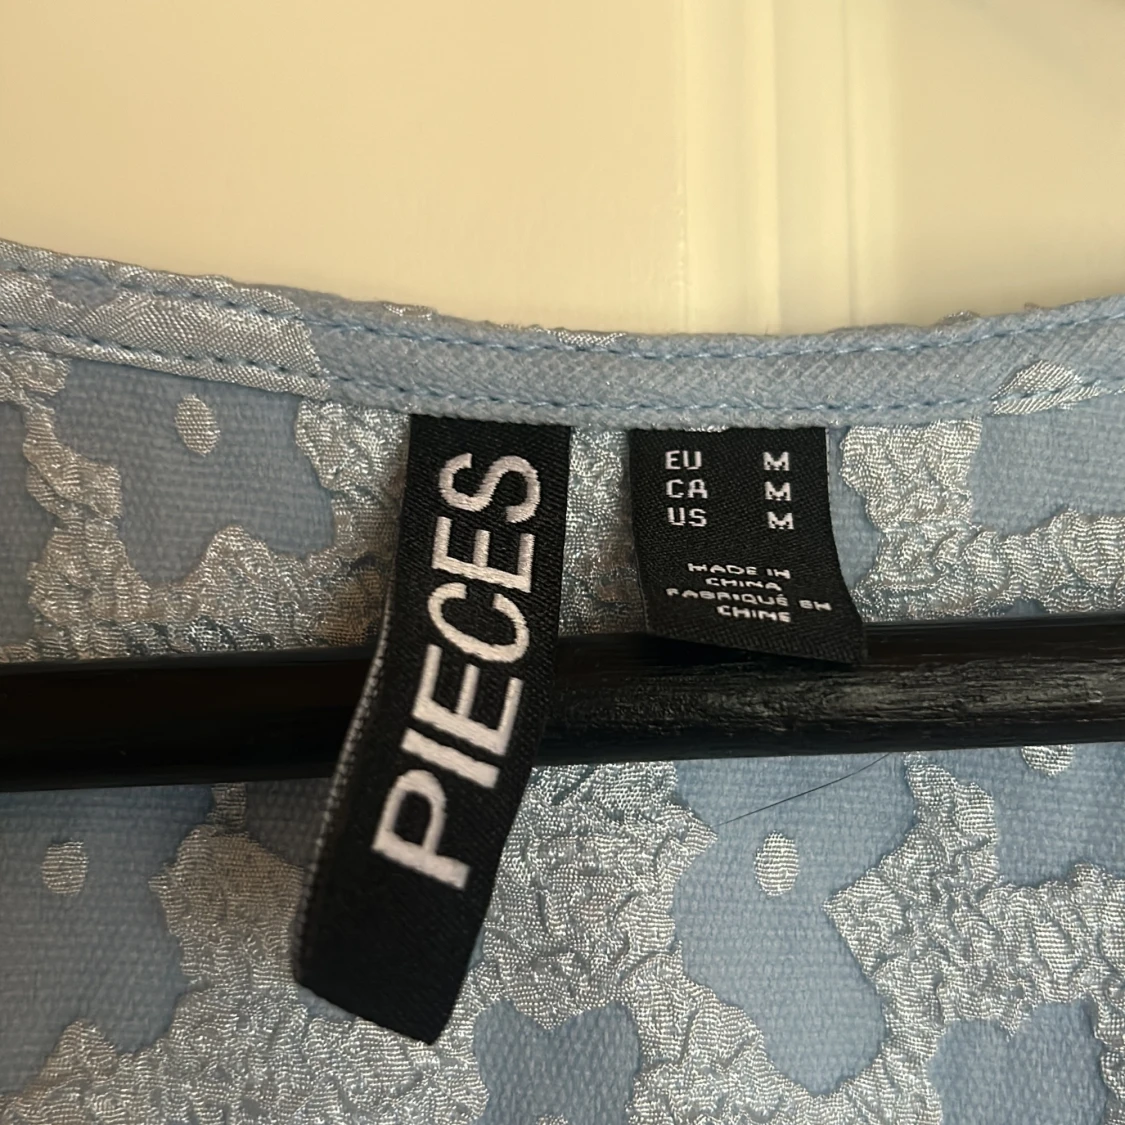 PIECES
EU M
CA M
US M
MADE IN
CHINA
FABRIQUÉ EN
CHINE